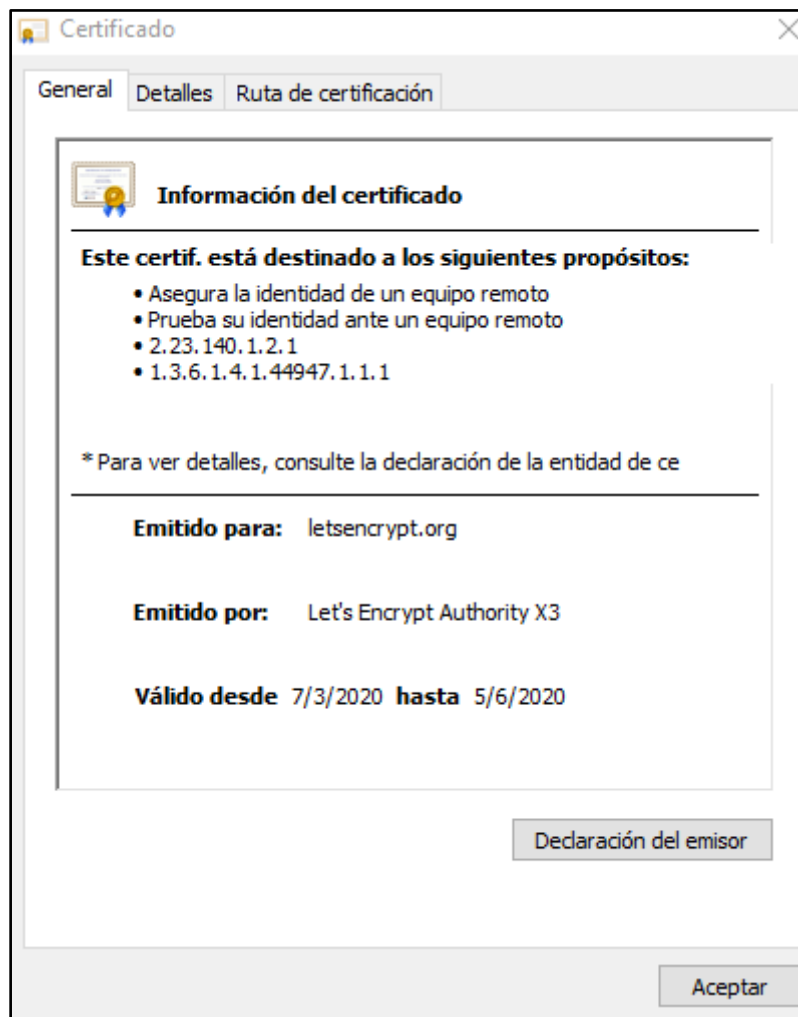 Certificado
General Detalles Ruta de certificación
Información del certificado
Este certif. está destinado a los siguientes propósitos:
• Asegura la identidad de un equipo remoto
• Prueba su identidad ante un equipo remoto
• 2.23.140.1.2.1
• 1.3.6.1.4.1.44947.1.1.1
* Para ver detalles, consulte la declaración de la entidad de ce
Emitido para: letsencrypt.org
Emitido por: Let's Encrypt Authority X3
Válido desde 7/3/2020 hasta 5/6/2020
Declaración del emisor
Aceptar